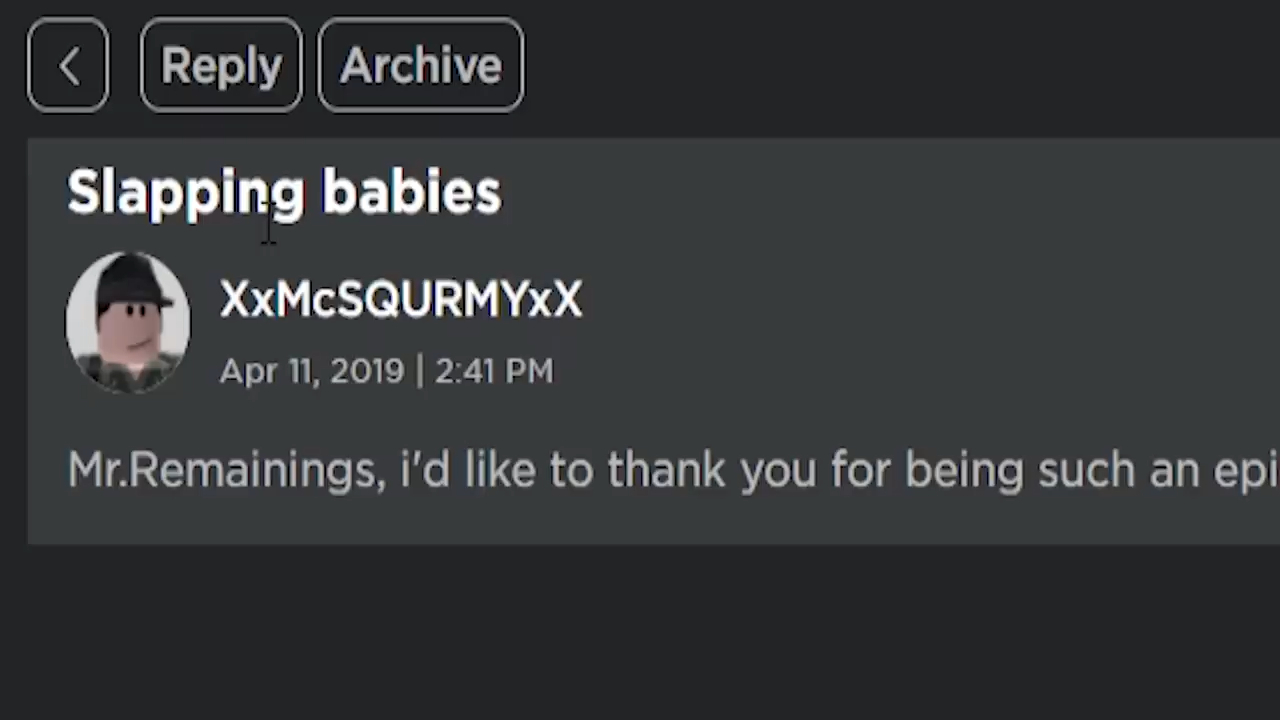 Reply Archive
Slapping babies
XxMcSQURMYxX
Apr 11, 2019 | 2:41 PM
Mr.Remainings, i'd like to thank you for being such an epi